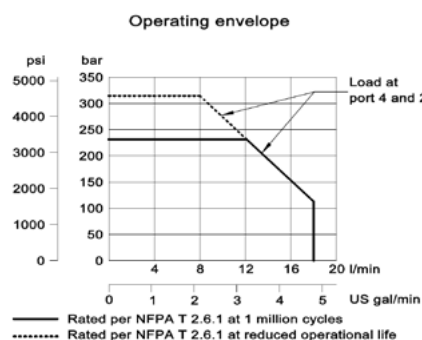 Operating envelope
psi bar
5000 350
300
4000 250
3000 200
150
2000 100
1000 50
0 0
Load at
port 4 and 2
4 8 12 16 20 l/min
0 1 2 3 4 5 US gal/min
Rated per NFPA T 2.6.1 at 1 million cycles
Rated per NFPA T 2.6.1 at reduced operational life